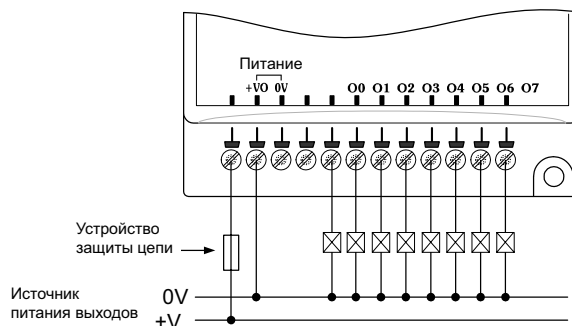 Питание
+VO 0V O0 O1 O2 O3 O4 O5 O6 O7
Устройство
защиты цепи
Источник
питания выходов
0V
+V